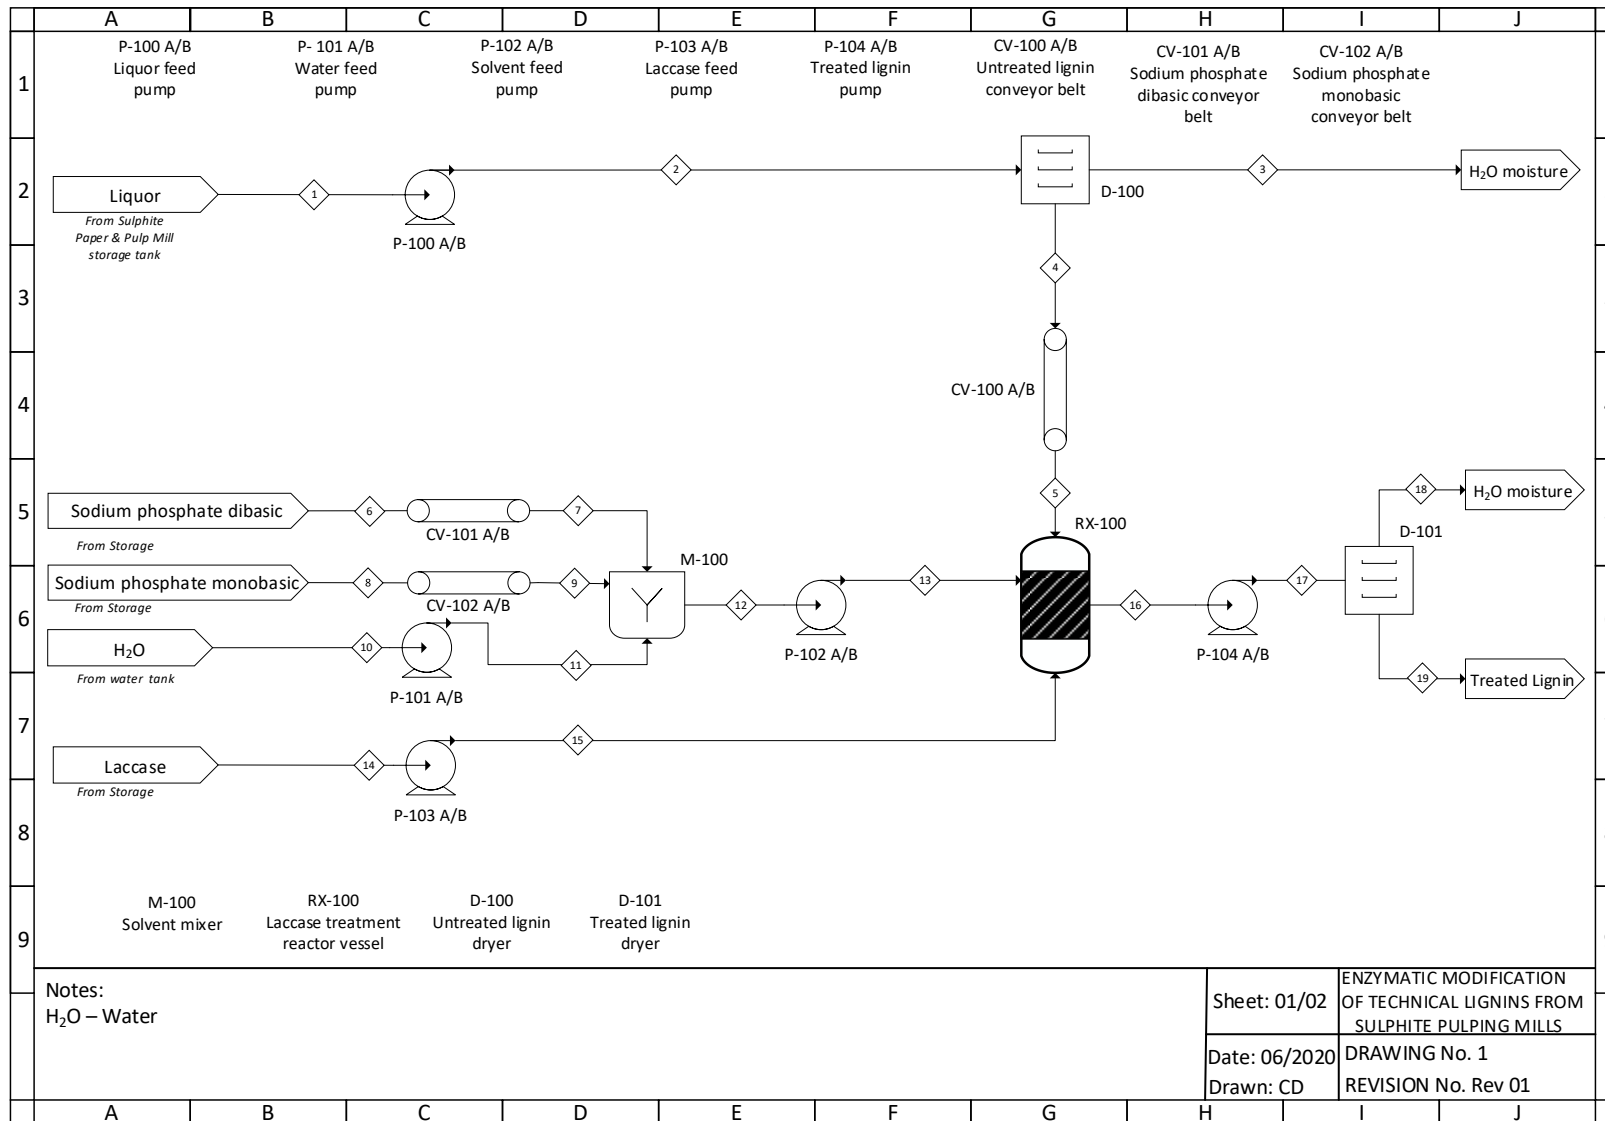 A B C D E F G H I J
P-100 A/B
Liquor feed
pump
P- 101 A/B
Water feed
pump
P-102 A/B
Solvent feed
pump
P-103 A/B
Laccase feed
pump
P-104 A/B
Treated lignin
pump
CV-100 A/B
Untreated lignin
conveyor belt
CV-101 A/B
Sodium phosphate
dibasic conveyor
belt
CV-102 A/B
Sodium phosphate
monobasic
conveyor belt
1
2
3
4
5
6
7
8
9
Liquor
From Sulphite
Paper & Pulp Mill
storage tank
1
P-100 A/B
2
D-100
3
H₂O moisture
4
CV-100 A/B
5
RX-100
Sodium phosphate dibasic
From Storage
6
CV-101 A/B
7
M-100
Sodium phosphate monobasic
From Storage
8
CV-102 A/B
9
H₂O
From water tank
10
P-101 A/B
11
12
P-102 A/B
13
Laccase
From Storage
14
P-103 A/B
15
16
P-104 A/B
17
D-101
18
H₂O moisture
19
Treated Lignin
M-100
Solvent mixer
RX-100
Laccase treatment
reactor vessel
D-100
Untreated lignin
dryer
D-101
Treated lignin
dryer
Notes:
H₂O – Water
Sheet: 01/02
ENZYMATIC MODIFICATION
OF TECHNICAL LIGNINS FROM
SULPHITE PULPING MILLS
Date: 06/2020
Drawn: CD
DRAWING No. 1
REVISION No. Rev 01
A B C D E F G H I J